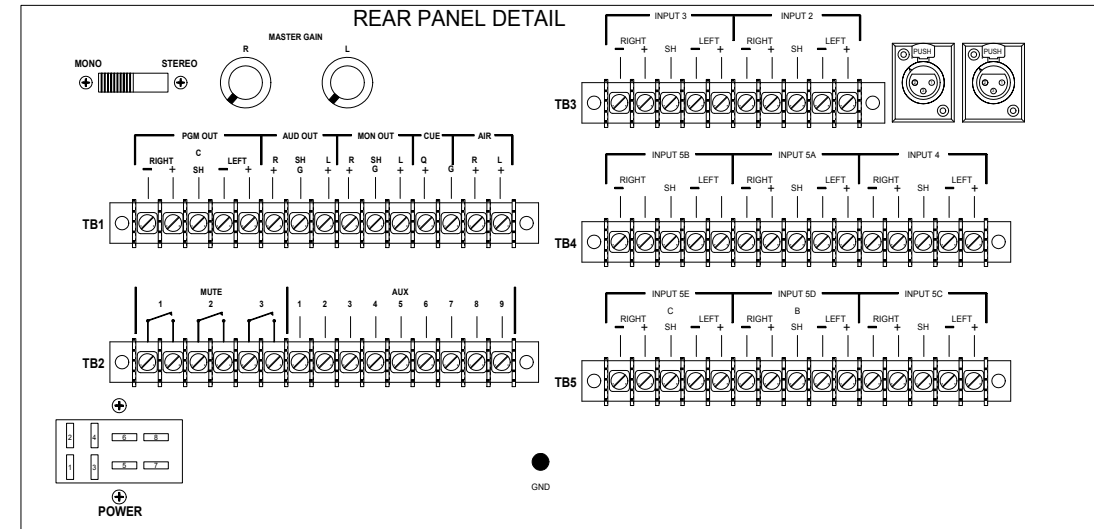 REAR PANEL DETAIL
MASTER GAIN
R L
MONO STEREO
INPUT 3 INPUT 2
RIGHT LEFT RIGHT LEFT
− + SH − + − + SH − +
PUSH PUSH
TB3
PGM OUT AUD OUT MON OUT CUE AIR
C
RIGHT LEFT R SH L R SH L Q R L
− + SH − + + G + + G + + G + +
TB1
INPUT 5B INPUT 5A INPUT 4
RIGHT LEFT RIGHT LEFT RIGHT LEFT
− + SH − + − + SH − + − + SH − +
TB4
MUTE AUX
1 2 3 1 2 3 4 5 6 7 8 9
TB2
INPUT 5E INPUT 5D INPUT 5C
C B
RIGHT LEFT RIGHT LEFT RIGHT LEFT
− + SH − + − + SH − + − + SH − +
TB5
2 4 6 8
1 3 5 7
POWER
GND